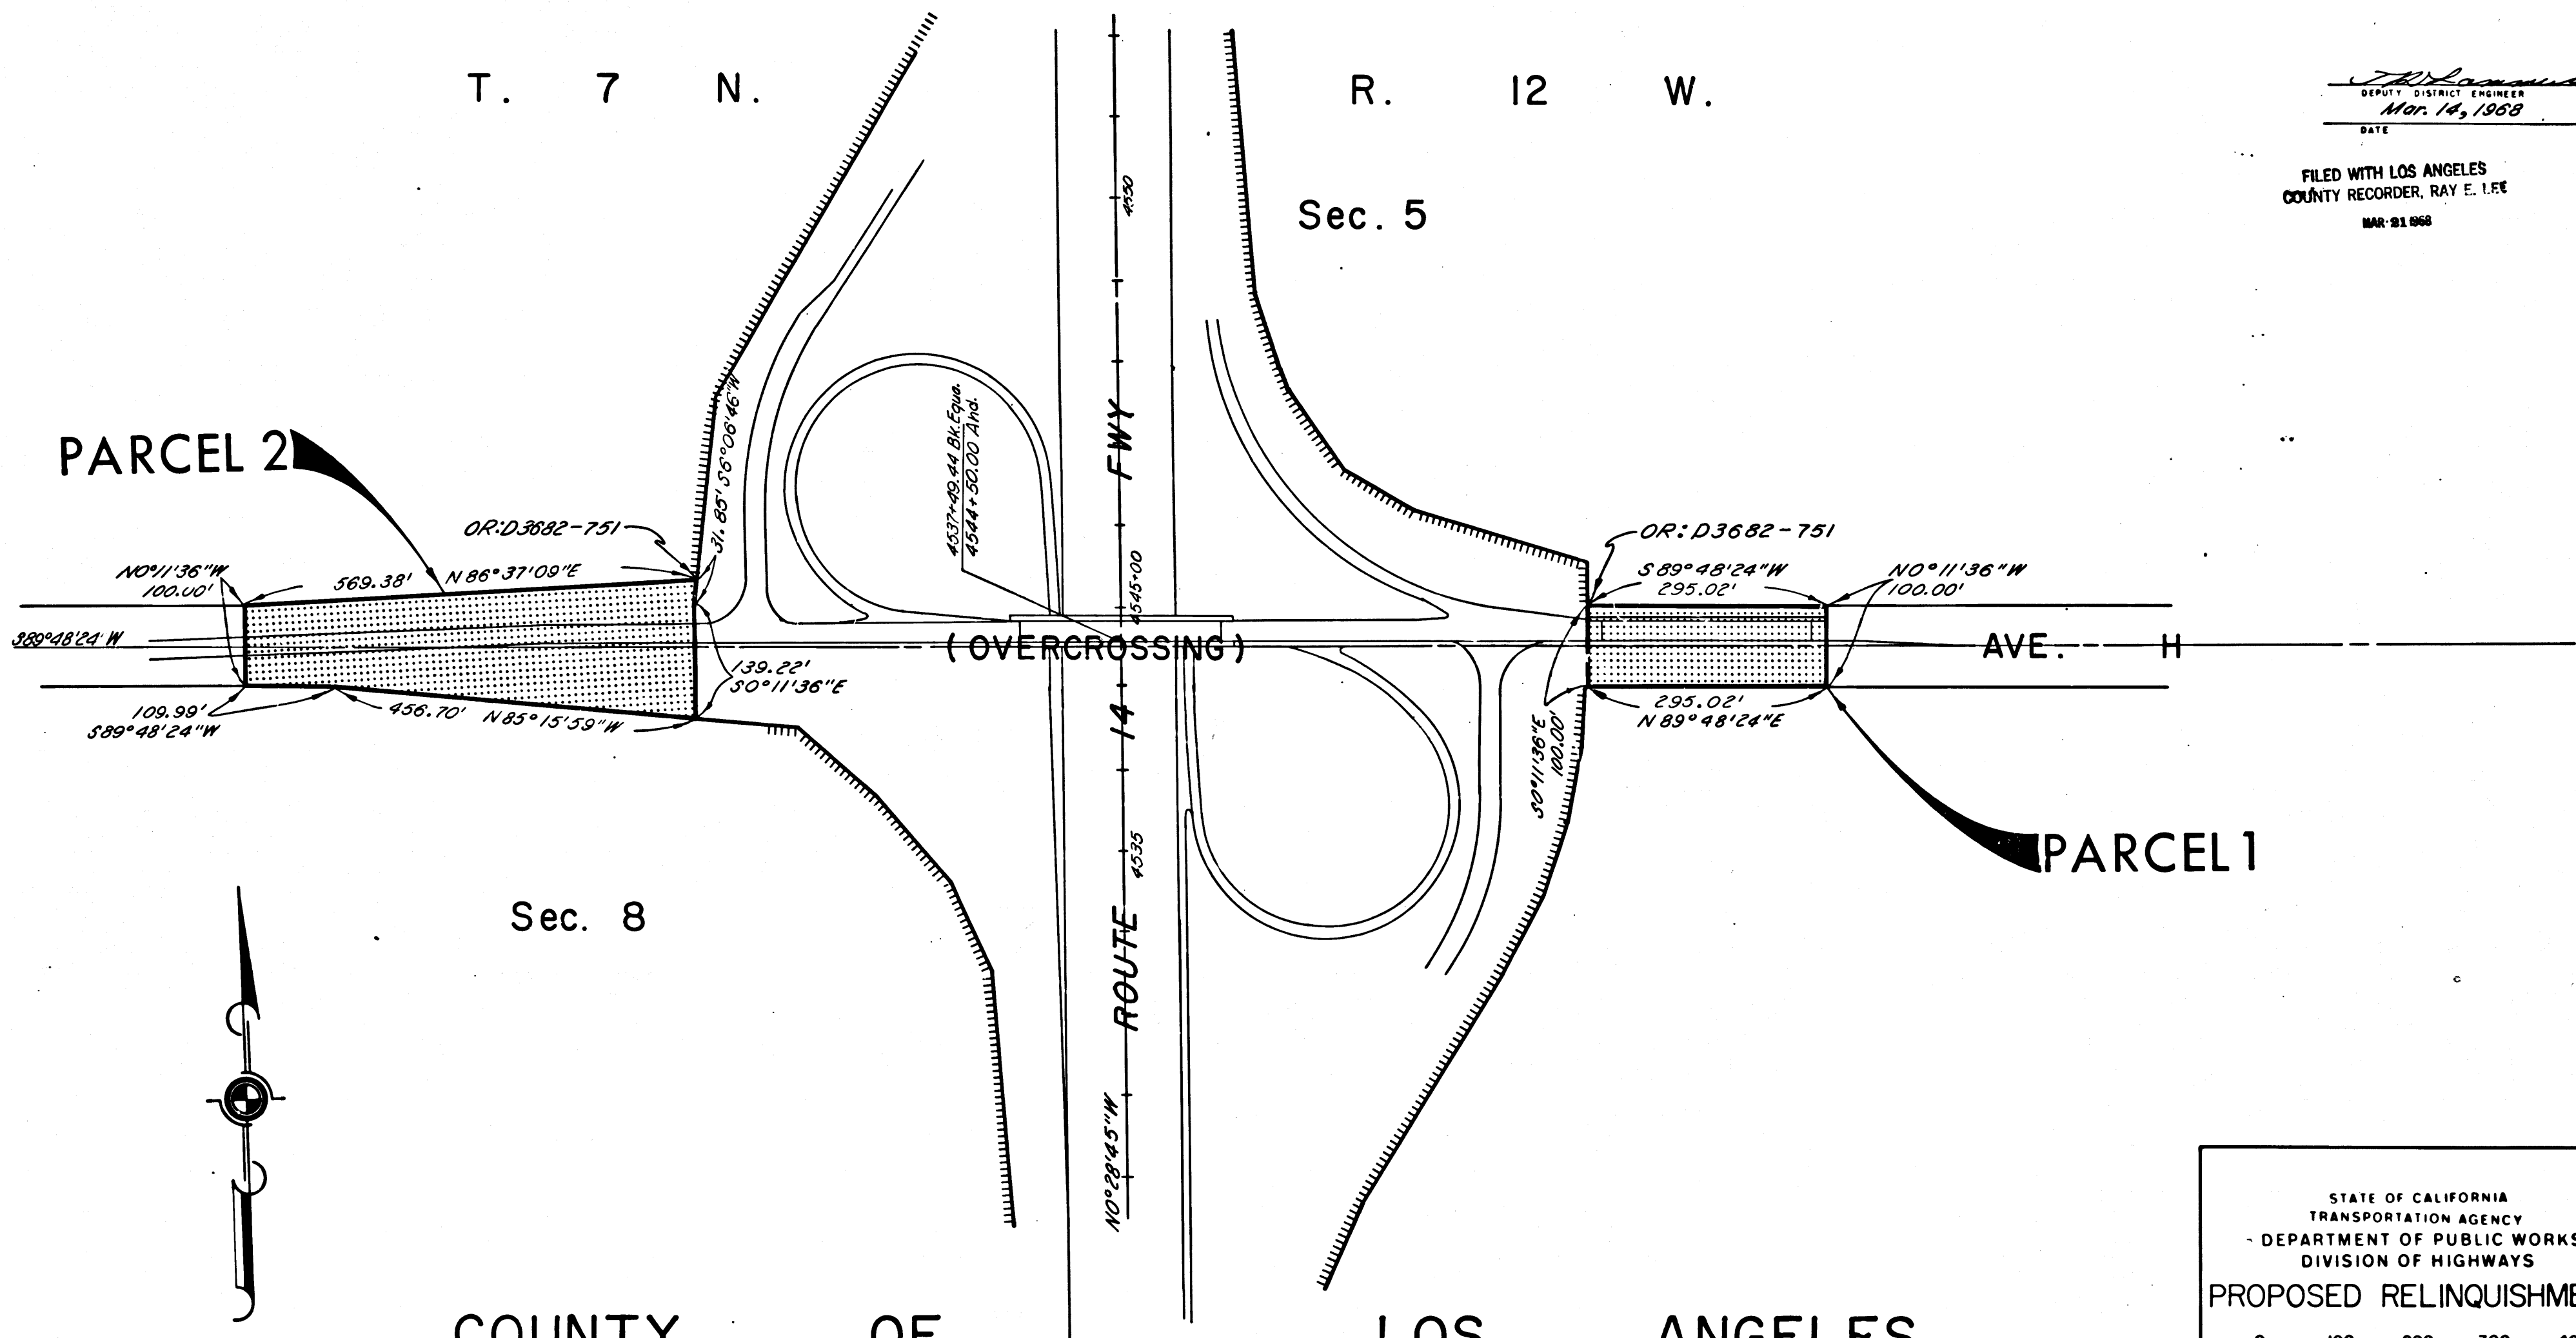 T. 7 N.
R. 12 W.
DEPUTY DISTRICT ENGINEER
Mar. 14, 1968
DATE
FILED WITH LOS ANGELES
COUNTY RECORDER, RAY E. LEE
MAR 21 1968
Sec. 5
4550
FWY
PARCEL 2
OR:D3682-751
31.85' S6°06'46"W
4537+49.44 BK.Equa.
4544+50.00 Ahd.
4545+00
OR:D3682-751
N0°11'36"W
100.00'
569.38' N86°37'09"E
S89°48'24"W
295.02'
N0°11'36"W
100.00'
S89°48'24"W
(OVERCROSSING)
AVE. H
139.22'
S0°11'36"E
109.99'
S89°48'24"W
456.70' N85°15'59"W
295.02'
N89°48'24"E
S0°11'36"E
100.00'
14
4535
PARCEL 1
Sec. 8
ROUTE
N0°28'45"W
STATE OF CALIFORNIA
TRANSPORTATION AGENCY
DEPARTMENT OF PUBLIC WORKS
DIVISION OF HIGHWAYS
PROPOSED RELINQUISHME
COUNTY OF LOS ANGELES